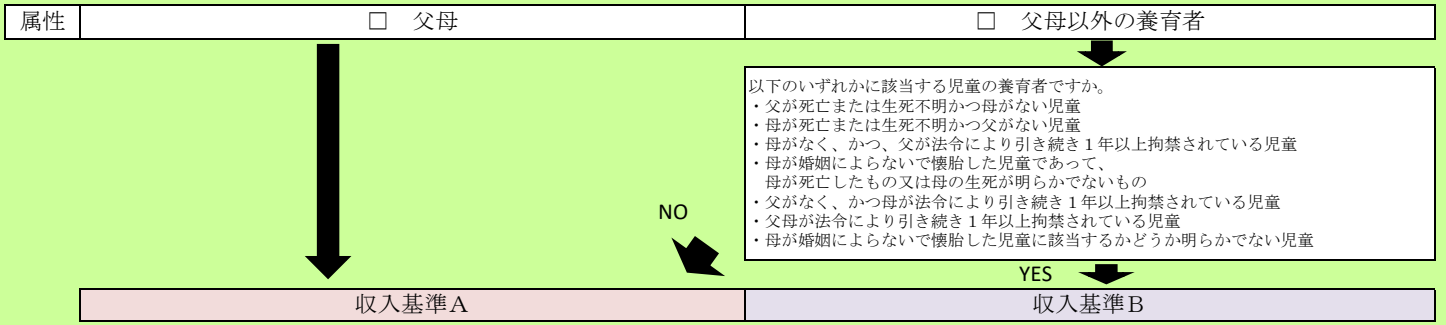 属性
□ 父母
□ 父母以外の養育者
以下のいずれかに該当する児童の養育者ですか。
・父が死亡または生死不明かつ母がない児童
・母が死亡または生死不明かつ父がない児童
・母がなく、かつ、父が法令により引き続き１年以上拘禁されている児童
・母が婚姻によらないで懐胎した児童であって、
母が死亡したもの又は母の生死が明らかでないもの
・父がなく、かつ母が法令により引き続き１年以上拘禁されている児童
・父母が法令により引き続き１年以上拘禁されている児童
・母が婚姻によらないで懐胎した児童に該当するかどうか明らかでない児童
NO
YES
収入基準Ａ
収入基準Ｂ